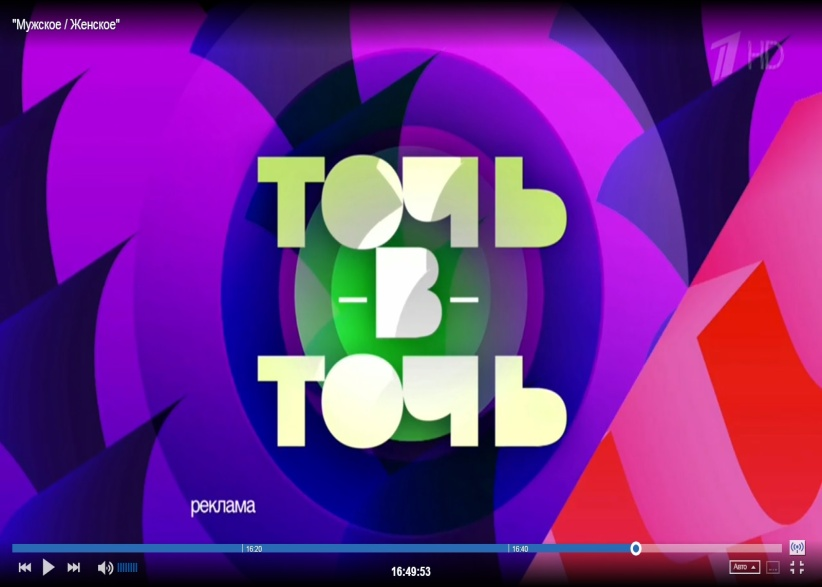 "Мужское / Женское"
1 HD
ТОЧЬ
-В-
ТОЧЬ
реклама
16:20
16:40
16:49:53
Авто